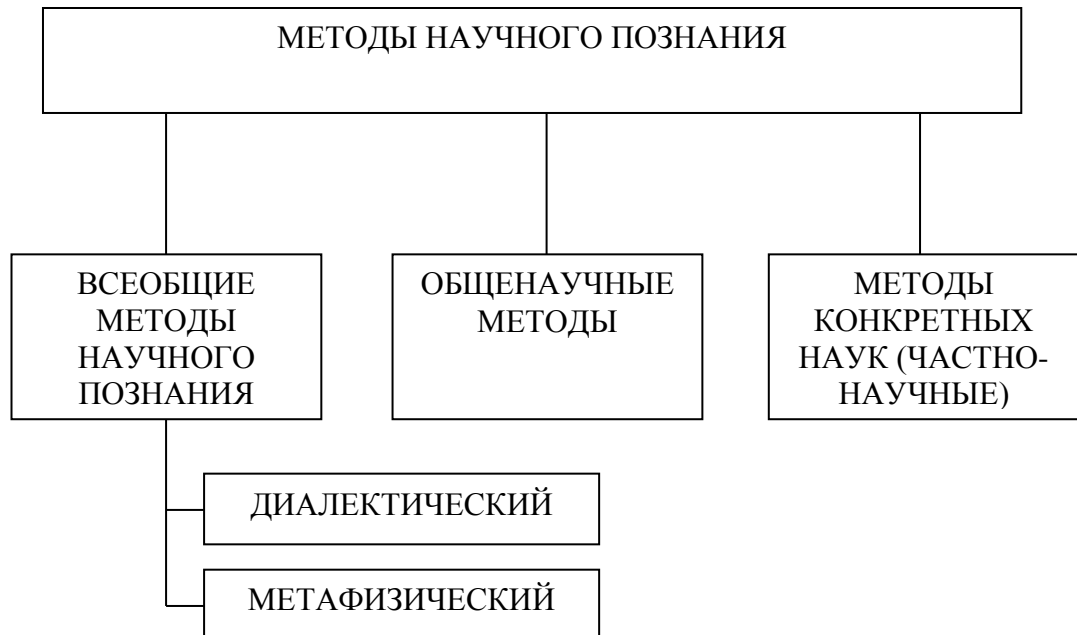 МЕТОДЫ НАУЧНОГО ПОЗНАНИЯ
ВСЕОБЩИЕ
МЕТОДЫ
НАУЧНОГО
ПОЗНАНИЯ
ОБЩЕНАУЧНЫЕ
МЕТОДЫ
МЕТОДЫ
КОНКРЕТНЫХ
НАУК (ЧАСТНО-
НАУЧНЫЕ)
ДИАЛЕКТИЧЕСКИЙ
МЕТАФИЗИЧЕСКИЙ